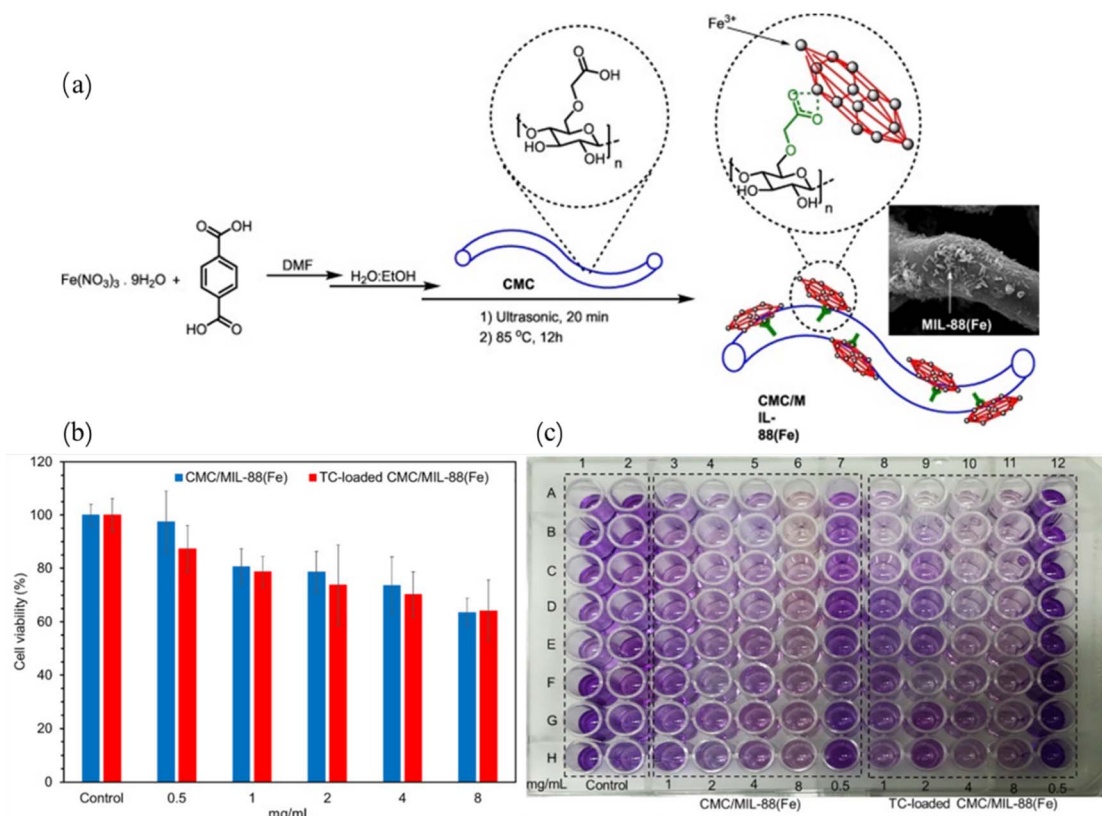 (a)
Fe³⁺
O
OH
O
O
HO
OH
O
n
O
O
O
O
HO
OH
O
n
Fe(NO₃)₃ . 9H₂O +
O
OH
HO
O
DMF
H₂O:EtOH
CMC
1) Ultrasonic, 20 min
2) 85 °C, 12h
MIL-88(Fe)
CMC/M
IL-
88(Fe)
(b)
CMC/MIL-88(Fe)
TC-loaded CMC/MIL-88(Fe)
Cell viability (%)
120
100
80
60
40
20
0
Control 0.5 1 2 4 8
mg/mL
(c)
1 2 3 4 5 6 7 8 9 10 11 12
A
B
C
D
E
F
G
H
mg/mL Control 1 2 4 8 0.5 1 2 4 8 0.5
CMC/MIL-88(Fe) TC-loaded CMC/MIL-88(Fe)